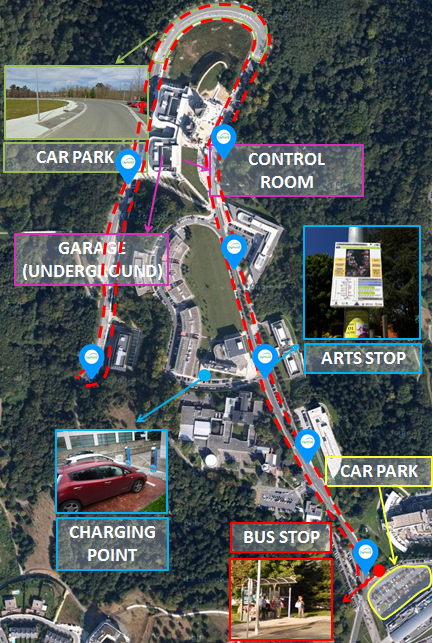 CAR PARK
CONTROL
ROOM
GARAGE
(UNDERGROUND)
ARTS STOP
CAR PARK
CHARGING
POINT
BUS STOP